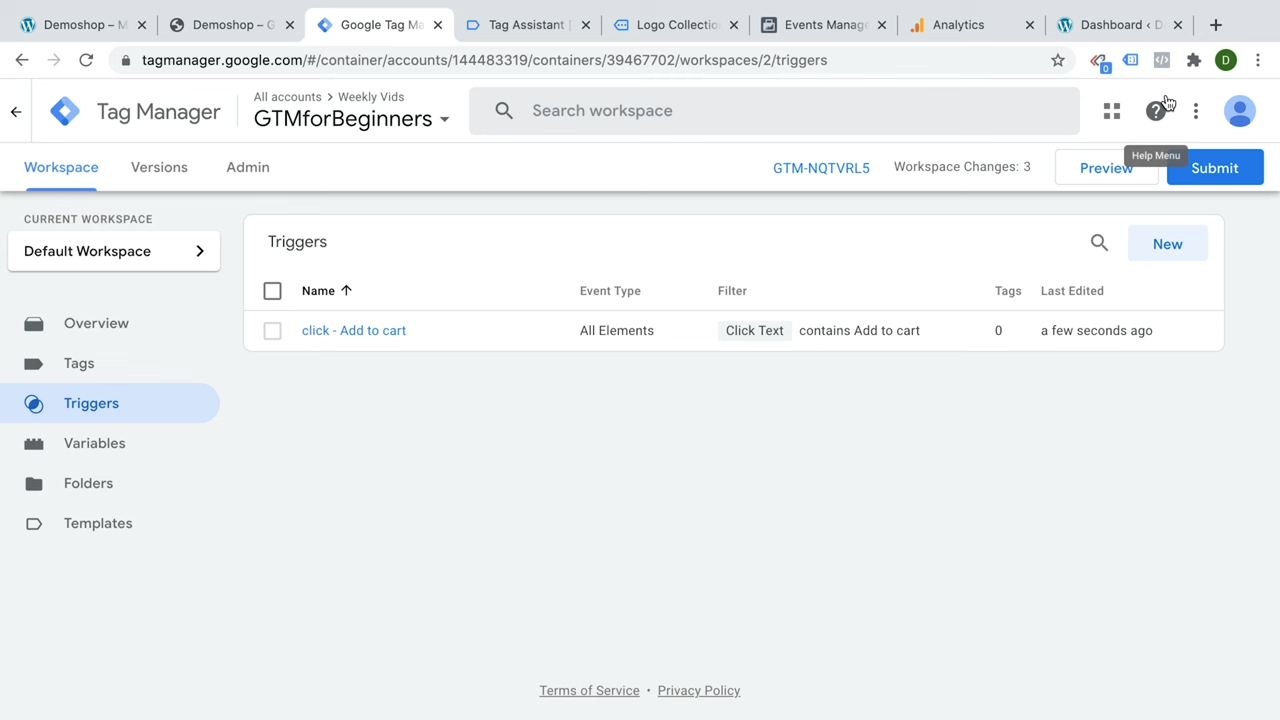 Demoshop – M
Demoshop – G
Google Tag Ma
Tag Assistant [
Logo Collectio
Events Manage
Analytics
Dashboard ‹ D
tagmanager.google.com/#/container/accounts/144483319/containers/39467702/workspaces/2/triggers
0
D
Tag Manager
All accounts > Weekly Vids
GTMforBeginners
Search workspace
Help Menu
Workspace
Versions
Admin
GTM-NQTVRL5
Workspace Changes: 3
Preview
Submit
CURRENT WORKSPACE
Default Workspace
Overview
Tags
Triggers
Variables
Folders
Templates
Triggers
New
Name Event Type Filter Tags Last Edited
click - Add to cart All Elements Click Text contains Add to cart 0 a few seconds ago
Terms of Service • Privacy Policy